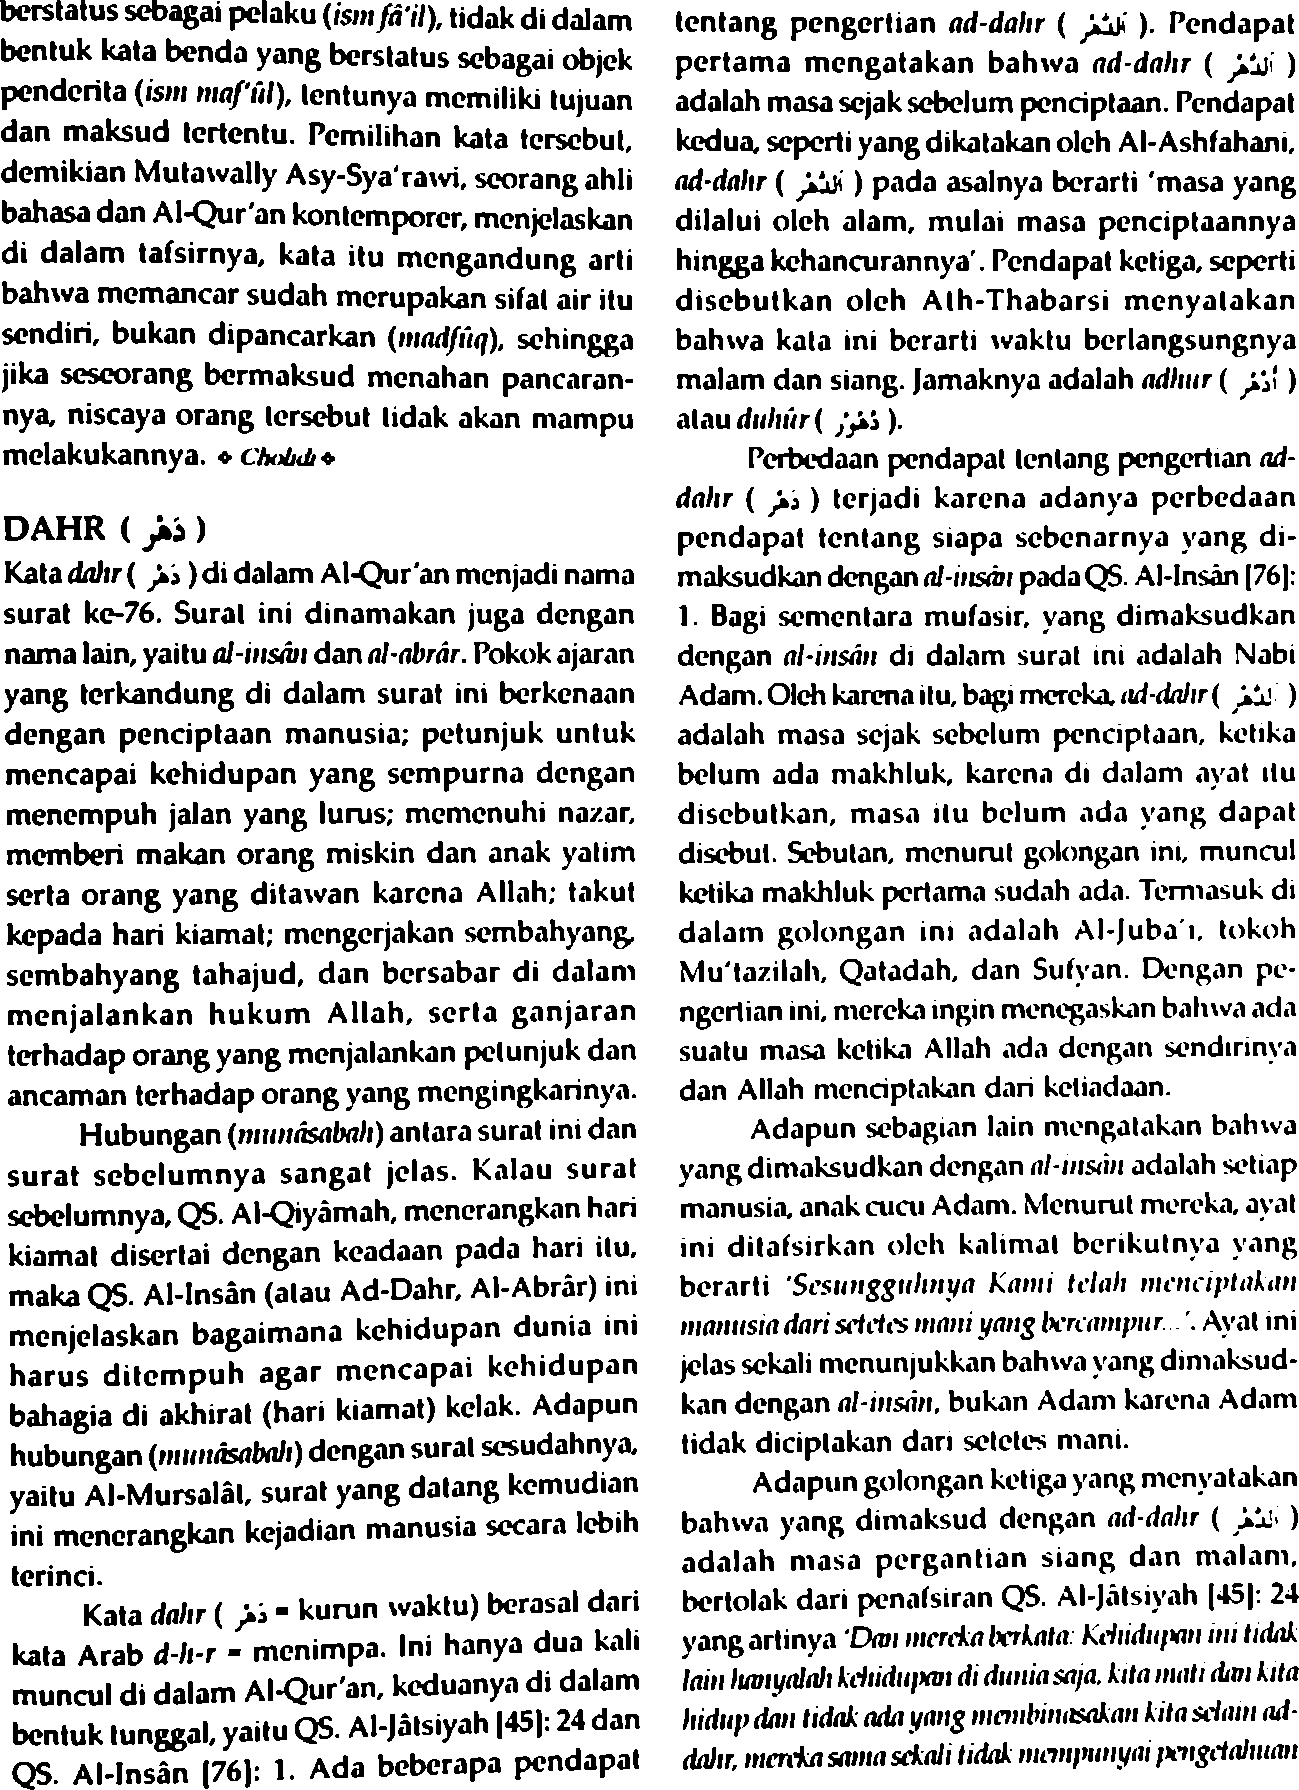 berstatus sebagai pelaku (ism fâ'il), tidak di dalam
bentuk kata benda yang berstatus sebagai objek
penderita (ism maf'ûl), tentunya memiliki tujuan
dan maksud tertentu. Pemilihan kata tersebut,
demikian Mutawally Asy-Sya'rawi, seorang ahli
bahasa dan Al-Qur'an kontemporer, menjelaskan
di dalam tafsirnya, kata itu mengandung arti
bahwa memancar sudah merupakan sifat air itu
sendiri, bukan dipancarkan (madfûq), sehingga
jika seseorang bermaksud menahan pancaran-
nya, niscaya orang tersebut tidak akan mampu
melakukannya. ❖ Cholidi ❖
DAHR ( دَهْر )
Kata dahr ( دَهْر ) di dalam Al-Qur'an menjadi nama
surat ke-76. Surat ini dinamakan juga dengan
nama lain, yaitu al-insân dan al-abrâr. Pokok ajaran
yang terkandung di dalam surat ini berkenaan
dengan penciptaan manusia; petunjuk untuk
mencapai kehidupan yang sempurna dengan
menempuh jalan yang lurus; memenuhi nazar,
memberi makan orang miskin dan anak yatim
serta orang yang ditawan karena Allah; takut
kepada hari kiamat; mengerjakan sembahyang,
sembahyang tahajud, dan bersabar di dalam
menjalankan hukum Allah, serta ganjaran
terhadap orang yang menjalankan petunjuk dan
ancaman terhadap orang yang mengingkarinya.
Hubungan (munâsabah) antara surat ini dan
surat sebelumnya sangat jelas. Kalau surat
sebelumnya, QS. Al-Qiyâmah, menerangkan hari
kiamat disertai dengan keadaan pada hari itu,
maka QS. Al-Insân (atau Ad-Dahr, Al-Abrâr) ini
menjelaskan bagaimana kehidupan dunia ini
harus ditempuh agar mencapai kehidupan
bahagia di akhirat (hari kiamat) kelak. Adapun
hubungan (munâsabah) dengan surat sesudahnya,
yaitu Al-Mursalât, surat yang datang kemudian
ini menerangkan kejadian manusia secara lebih
terinci.
Kata dahr ( دَهْر = kurun waktu) berasal dari
kata Arab d-h-r = menimpa. Ini hanya dua kali
muncul di dalam Al-Qur'an, keduanya di dalam
bentuk tunggal, yaitu QS. Al-Jâtsiyah [45]: 24 dan
QS. Al-Insân [76]: 1. Ada beberapa pendapat
tentang pengertian ad-dahr ( اَلدَّهْرُ ). Pendapat
pertama mengatakan bahwa ad-dahr ( اَلدَّهْرُ )
adalah masa sejak sebelum penciptaan. Pendapat
kedua, seperti yang dikatakan oleh Al-Ashfahani,
ad-dahr ( اَلدَّهْرُ ) pada asalnya berarti 'masa yang
dilalui oleh alam, mulai masa penciptaannya
hingga kehancurannya'. Pendapat ketiga, seperti
disebutkan oleh Ath-Thabarsi menyatakan
bahwa kata ini berarti waktu berlangsungnya
malam dan siang. Jamaknya adalah adhur ( أَدْهُر )
atau duhûr ( دُهُوْر ).
Perbedaan pendapat tentang pengertian ad-
dahr ( دَهْر ) terjadi karena adanya perbedaan
pendapat tentang siapa sebenarnya yang di-
maksudkan dengan al-insân pada QS. Al-Insân [76]:
1. Bagi sementara mufasir, yang dimaksudkan
dengan al-insân di dalam surat ini adalah Nabi
Adam. Oleh karena itu, bagi mereka, ad-dahr ( اَلدَّهْرُ )
adalah masa sejak sebelum penciptaan, ketika
belum ada makhluk, karena di dalam ayat itu
disebutkan, masa itu belum ada yang dapat
disebut. Sebutan, menurut golongan ini, muncul
ketika makhluk pertama sudah ada. Termasuk di
dalam golongan ini adalah Al-Juba'i, tokoh
Mu'tazilah, Qatadah, dan Sufyan. Dengan pe-
ngertian ini, mereka ingin menegaskan bahwa ada
suatu masa ketika Allah ada dengan sendirinya
dan Allah menciptakan dari ketiadaan.
Adapun sebagian lain mengatakan bahwa
yang dimaksudkan dengan al-insân adalah setiap
manusia, anak cucu Adam. Menurut mereka, ayat
ini ditafsirkan oleh kalimat berikutnya yang
berarti 'Sesungguhnya Kami telah menciptakan
manusia dari setetes mani yang bercampur...'. Ayat ini
jelas sekali menunjukkan bahwa yang dimaksud-
kan dengan al-insân, bukan Adam karena Adam
tidak diciptakan dari setetes mani.
Adapun golongan ketiga yang menyatakan
bahwa yang dimaksud dengan ad-dahr ( اَلدَّهْرُ )
adalah masa pergantian siang dan malam,
bertolak dari penafsiran QS. Al-Jâtsiyah [45]: 24
yang artinya 'Dan mereka berkata: Kehidupan ini tidak
lain hanyalah kehidupan di dunia saja, kita mati dan kita
hidup dan tidak ada yang membinasakan kita selain ad-
dahr, mereka sama sekali tidak mempunyai pengetahuan